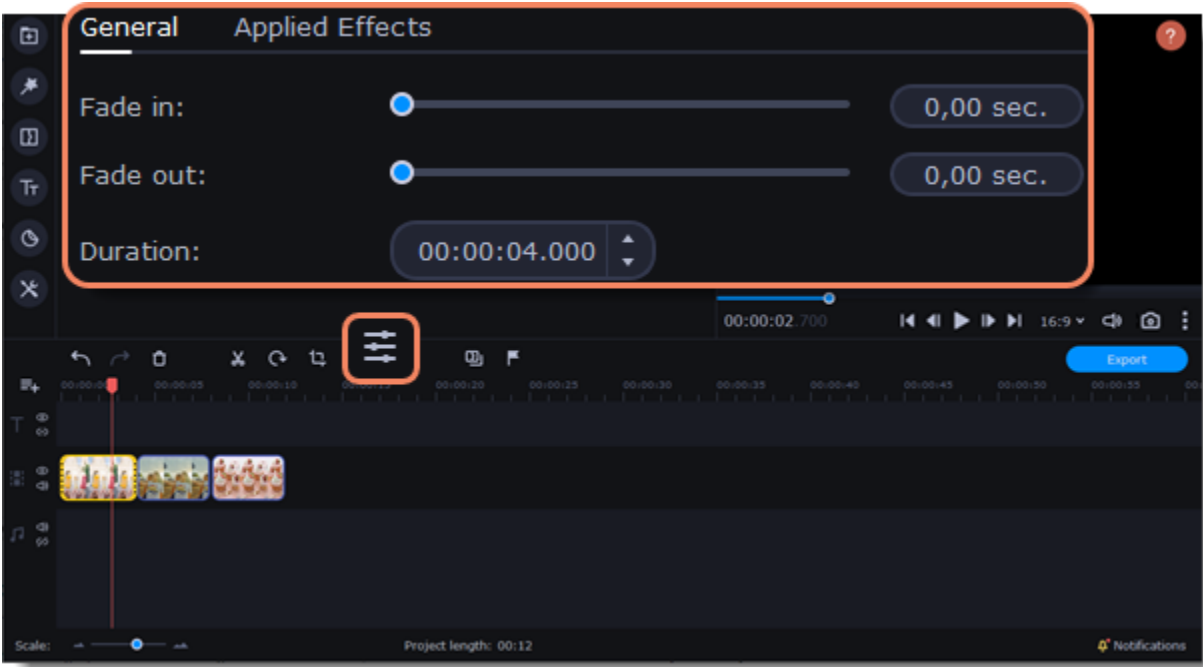 General Applied Effects
?
Fade in: 0,00 sec.
Fade out: 0,00 sec.
Duration: 00:00:04.000
00:00:02.700
16:9
Export
00:00:05 00:00:10 00:00:20 00:00:25 00:00:30 00:00:35 00:00:40 00:00:45 00:00:50 00:00:55
Scale: Project length: 00:12 Notifications